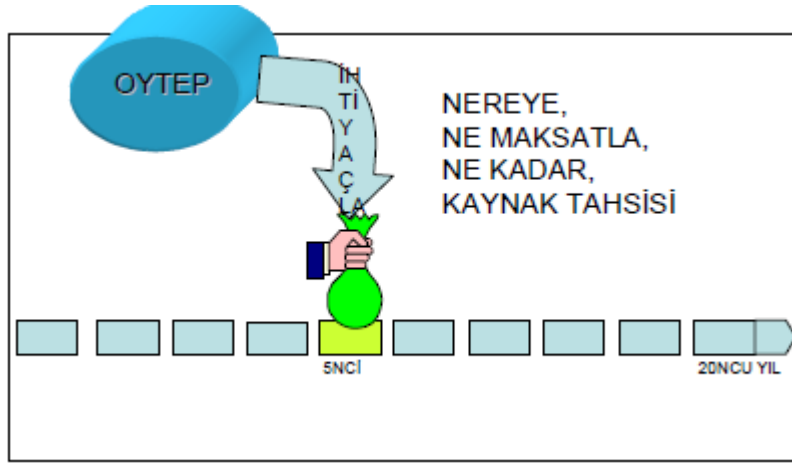 OYTEP
İH
Tİ
Y
A
Ç
LA
NEREYE,
NE MAKSATLA,
NE KADAR,
KAYNAK TAHSİSİ
5NCİ
20NCU YIL